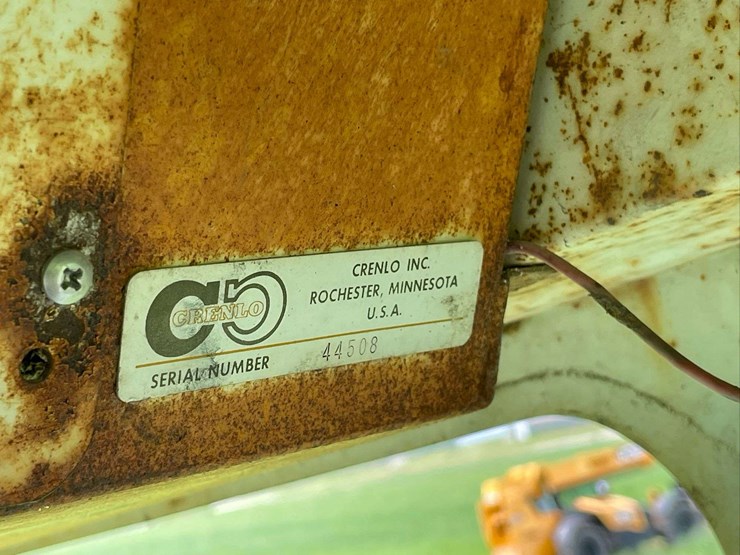 CRENLO
CRENLO INC.
ROCHESTER, MINNESOTA
U.S.A.
SERIAL NUMBER 44508